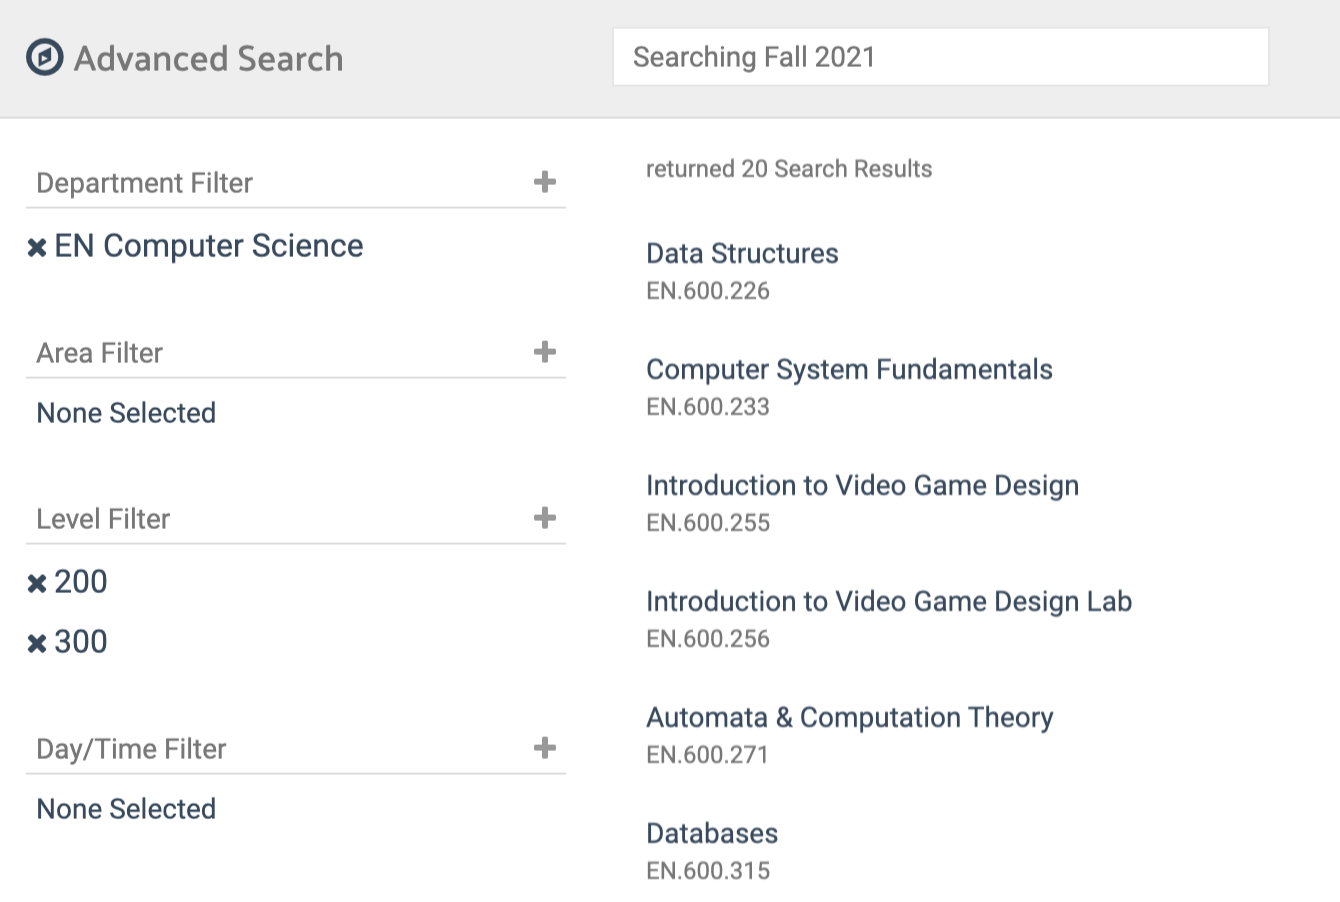 Advanced Search
Searching Fall 2021
Department Filter
EN Computer Science
Area Filter
None Selected
Level Filter
200
300
Day/Time Filter
None Selected
returned 20 Search Results
Data Structures
EN.600.226
Computer System Fundamentals
EN.600.233
Introduction to Video Game Design
EN.600.255
Introduction to Video Game Design Lab
EN.600.256
Automata & Computation Theory
EN.600.271
Databases
EN.600.315